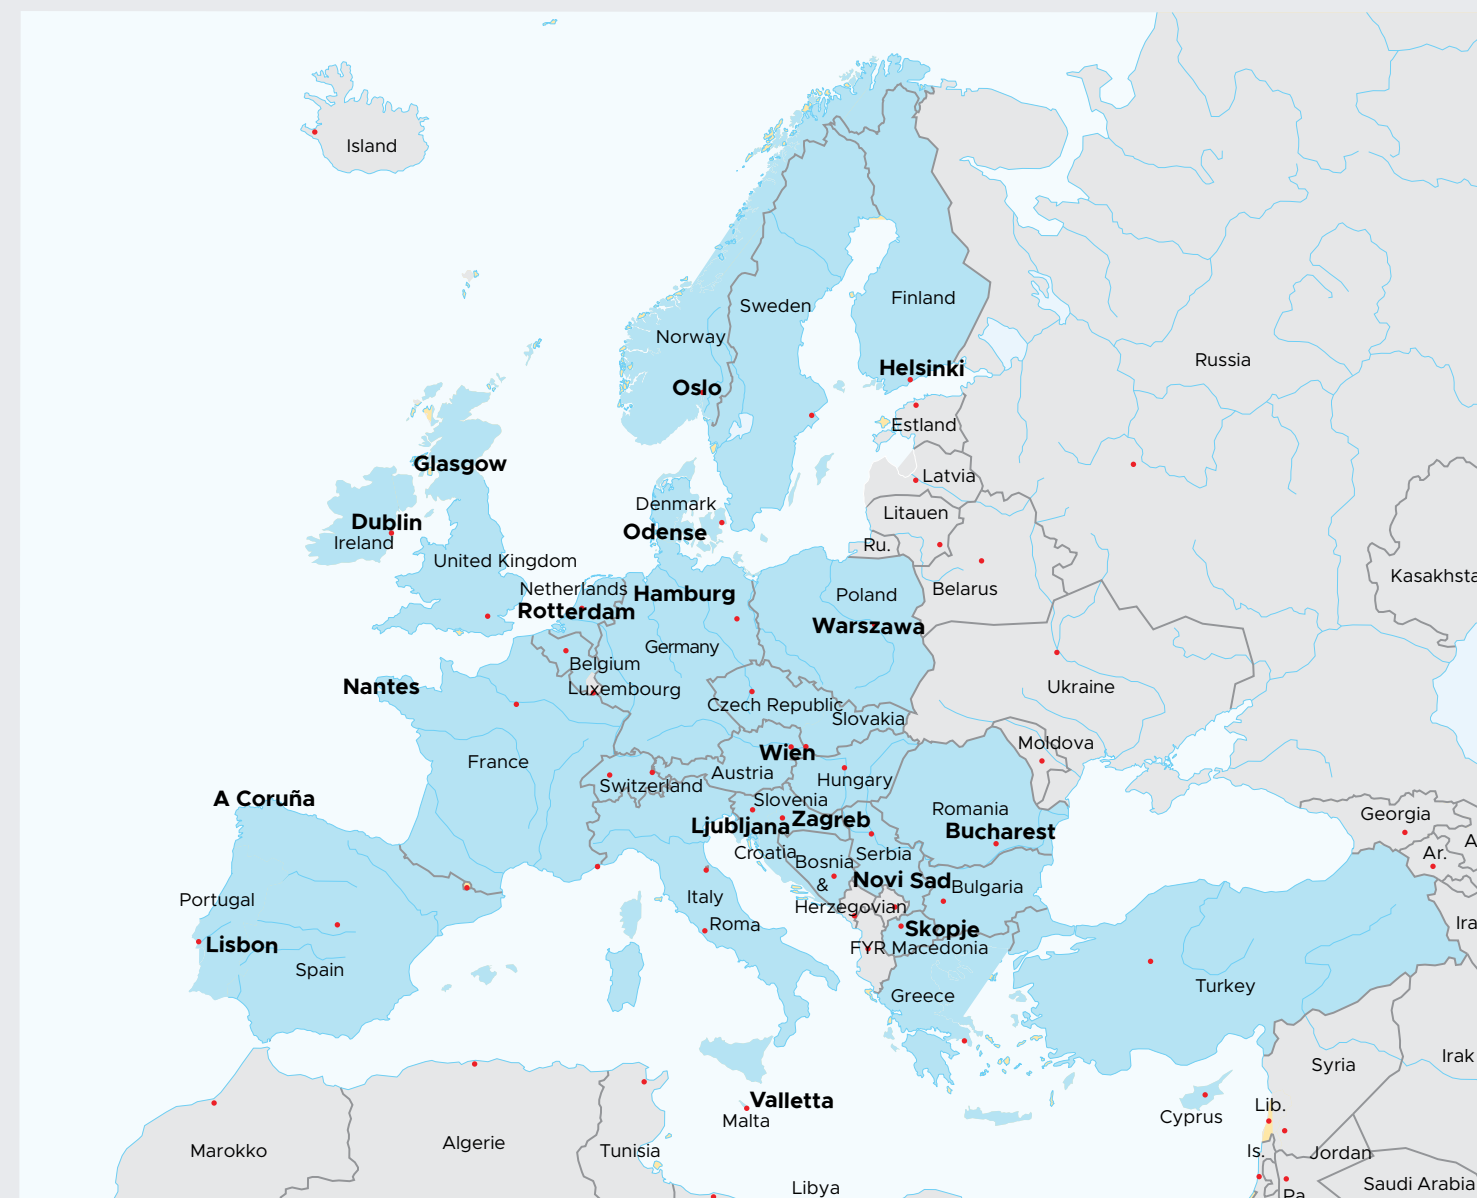 Island
Sweden
Finland
Norway
Russia
Helsinki
Oslo
Estland
Glasgow
Latvia
Denmark
Litauen
Dublin
Odense
Ireland
Ru.
United Kingdom
Kasakhsta
Netherlands
Hamburg
Poland
Belarus
Rotterdam
Warszawa
Germany
Belgium
Nantes
Luxembourg
Ukraine
Czech Republic
Slovakia
Moldova
Wien
France
Austria
Switzerland
Hungary
A Coruña
Slovenia
Romania
Georgia
Ljubljana
Zagreb
Bucharest
A
Croatia
Bosnia
&
Herzegovian
Serbia
Ar.
Novi Sad
Bulgaria
Portugal
Italy
Roma
Skopje
Ira
Lisbon
FYR Macedonia
Spain
Turkey
Greece
Syria
Irak
Valletta
Malta
Cyprus
Lib.
Marokko
Algerie
Tunisia
Is.
Jordan
Libya
Pa
Saudi Arabia